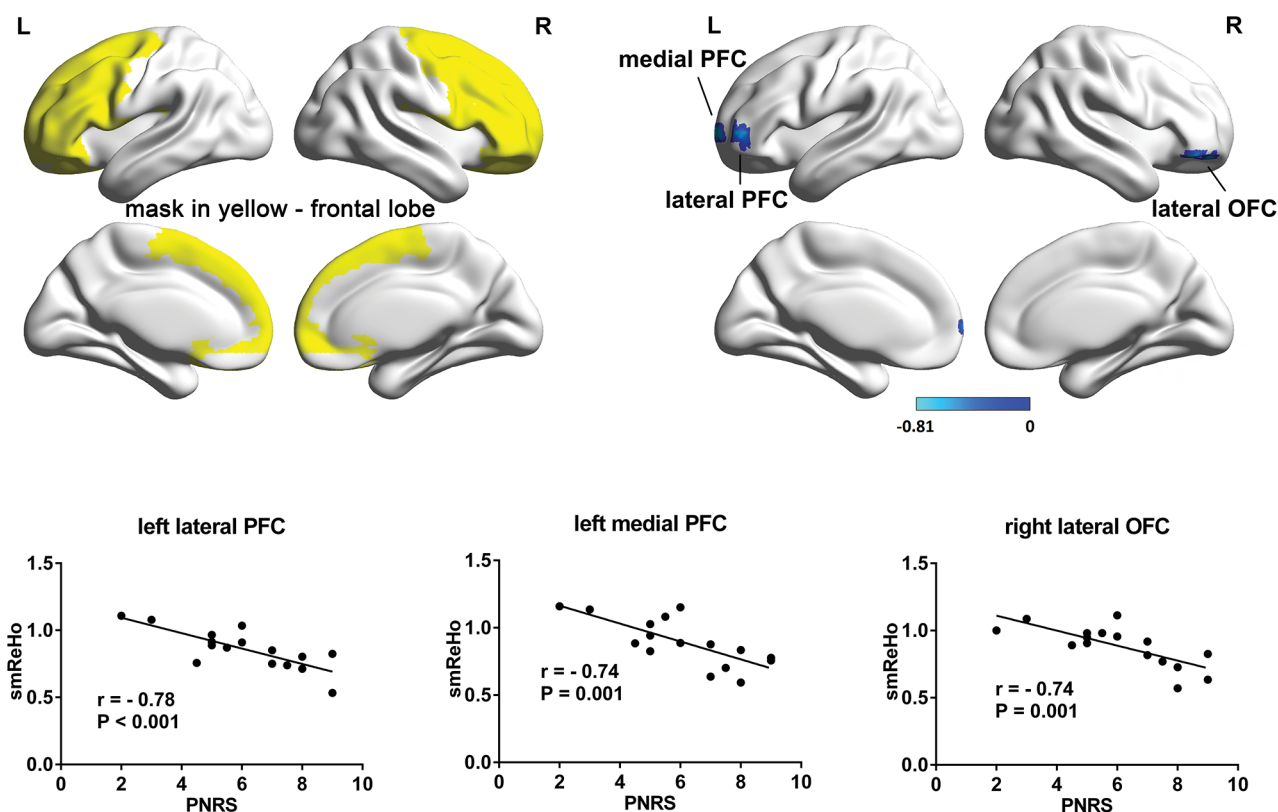 L
R
mask in yellow - frontal lobe
L
R
medial PFC
lateral PFC
lateral OFC
-0.81
0
left lateral PFC
smReHo
1.5
1.0
0.5
0.0
r = - 0.78
P < 0.001
0 2 4 6 8 10
PNRS
left medial PFC
smReHo
1.5
1.0
0.5
0.0
r = - 0.74
P = 0.001
0 2 4 6 8 10
PNRS
right lateral OFC
smReHo
1.5
1.0
0.5
0.0
r = - 0.74
P = 0.001
0 2 4 6 8 10
PNRS